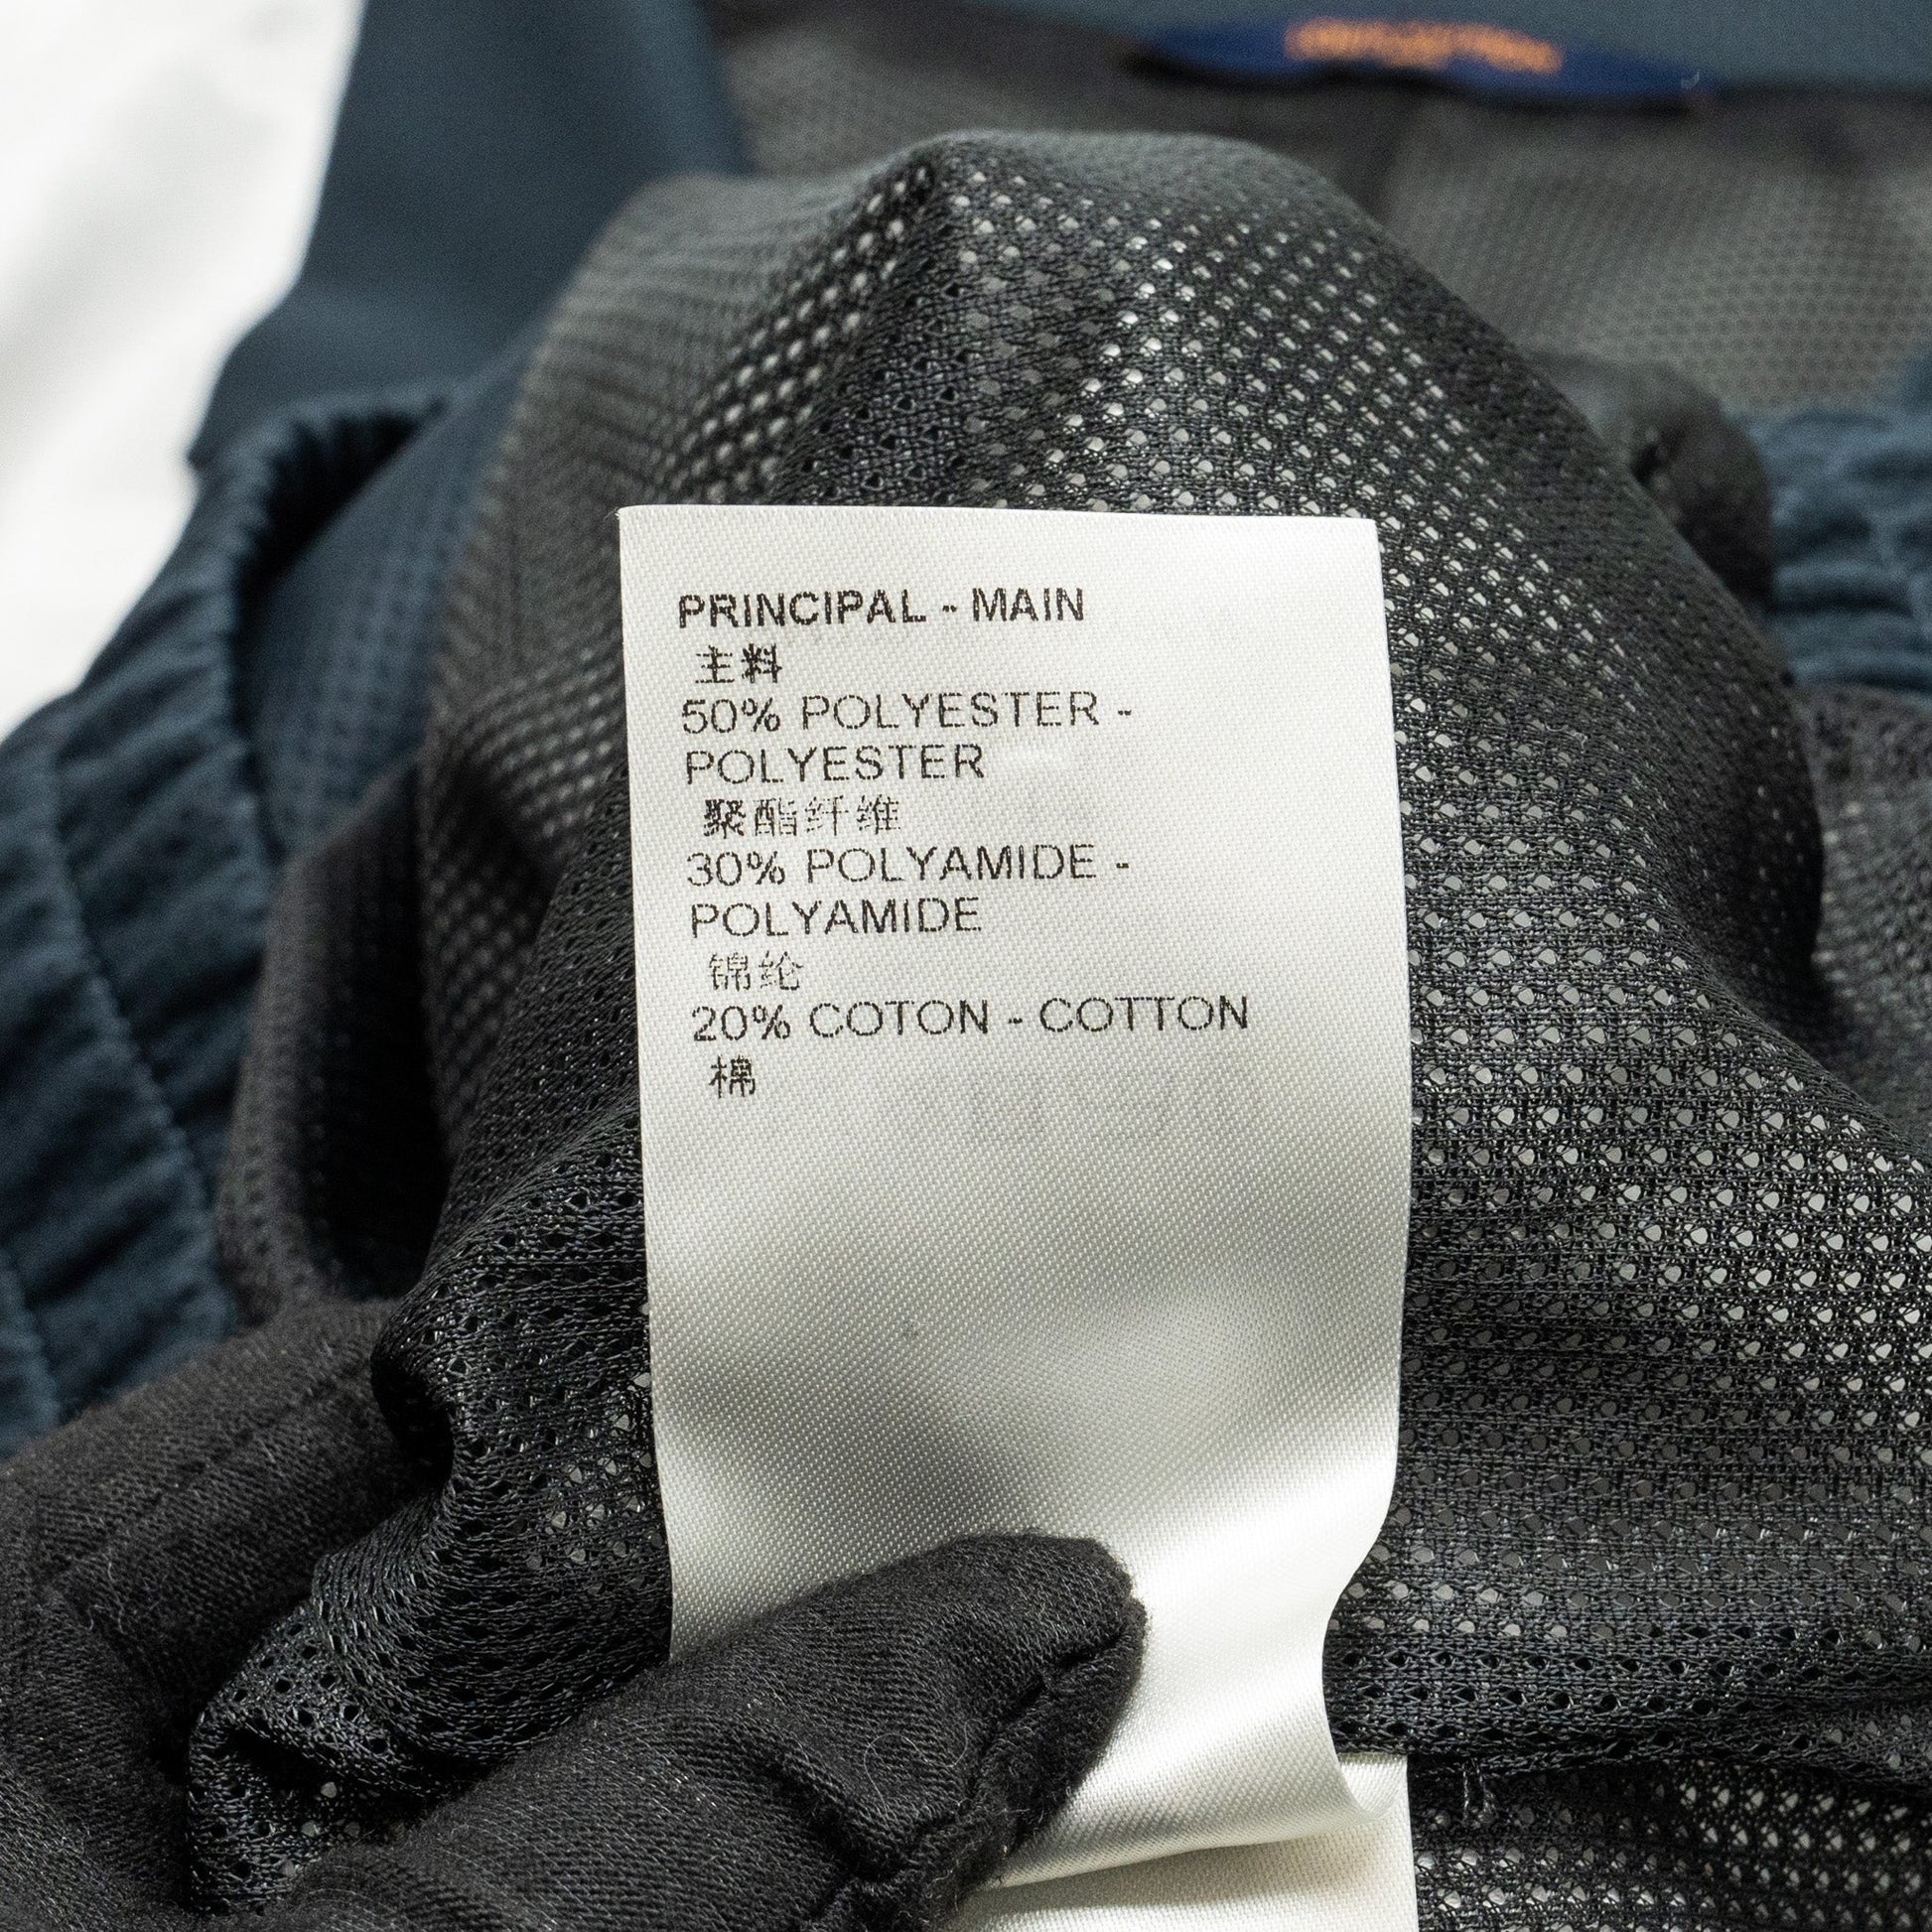 PRINCIPAL - MAIN
主料
50% POLYESTER -
POLYESTER
聚酯纤维
30% POLYAMIDE -
POLYAMIDE
锦纶
20% COTON - COTTON
棉